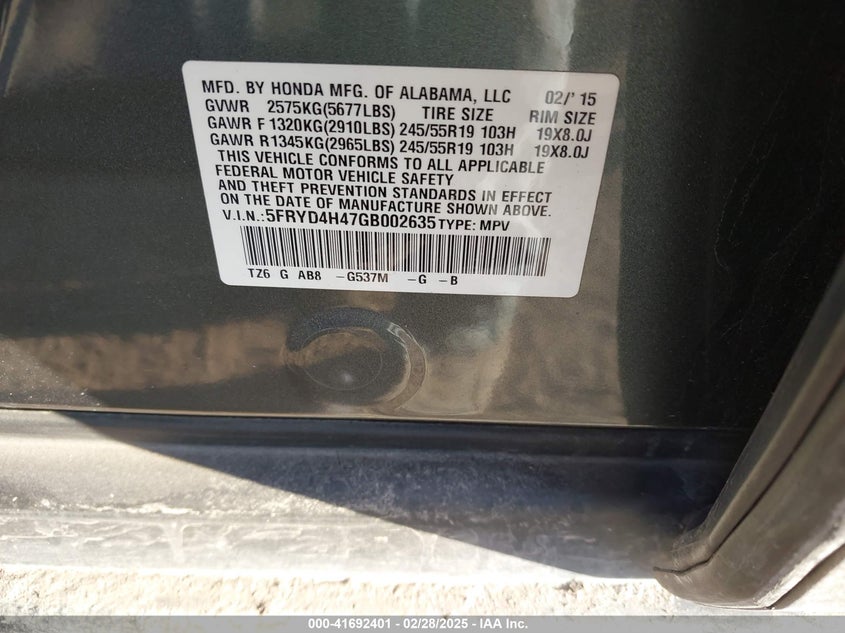 MFD. BY HONDA MFG. OF ALABAMA, LLC 02/' 15
GVWR 2575KG(5677LBS) TIRE SIZE RIM SIZE
GAWR F 1320KG(2910LBS) 245/55R19 103H 19X8.0J
GAWR R 1345KG(2965LBS) 245/55R19 103H 19X8.0J
THIS VEHICLE CONFORMS TO ALL APPLICABLE
FEDERAL MOTOR VEHICLE SAFETY
AND THEFT PREVENTION STANDARDS IN EFFECT
ON THE DATE OF MANUFACTURE SHOWN ABOVE.
V.I.N.:5FRYD4H47GB002635 TYPE: MPV
TZ6 G AB8 -G537M -G -B
000-41692401 - 02/28/2025 - IAA Inc.